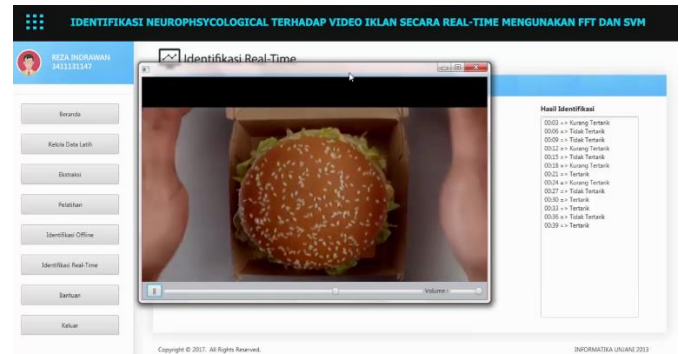 IDENTIFIKASI NEUROPHSYCOLOGICAL TERHADAP VIDEO IKLAN SECARA REAL-TIME MENGUNAKAN FFT DAN SVM
REZA INDRAWAN
3411131147
Identifikasi Real-Time
Beranda
Kelola Data Latih
Ekstraksi
Pelatihan
Identifikasi Offline
Identifikasi Real-Time
Bantuan
Keluar
Volume :
Hasil Identifikasi
00:03 => Kurang Tertarik
00:06 => Tidak Tertarik
00:09 => Tidak Tertarik
00:12 => Kurang Tertarik
00:15 => Tidak Tertarik
00:18 => Kurang Tertarik
00:21 => Tertarik
00:24 => Kurang Tertarik
00:27 => Tidak Tertarik
00:30 => Tertarik
00:33 => Tertarik
00:36 => Tidak Tertarik
00:39 => Tertarik
Copyright © 2017. All Rights Reserved.
INFORMATIKA UNJANI 2013